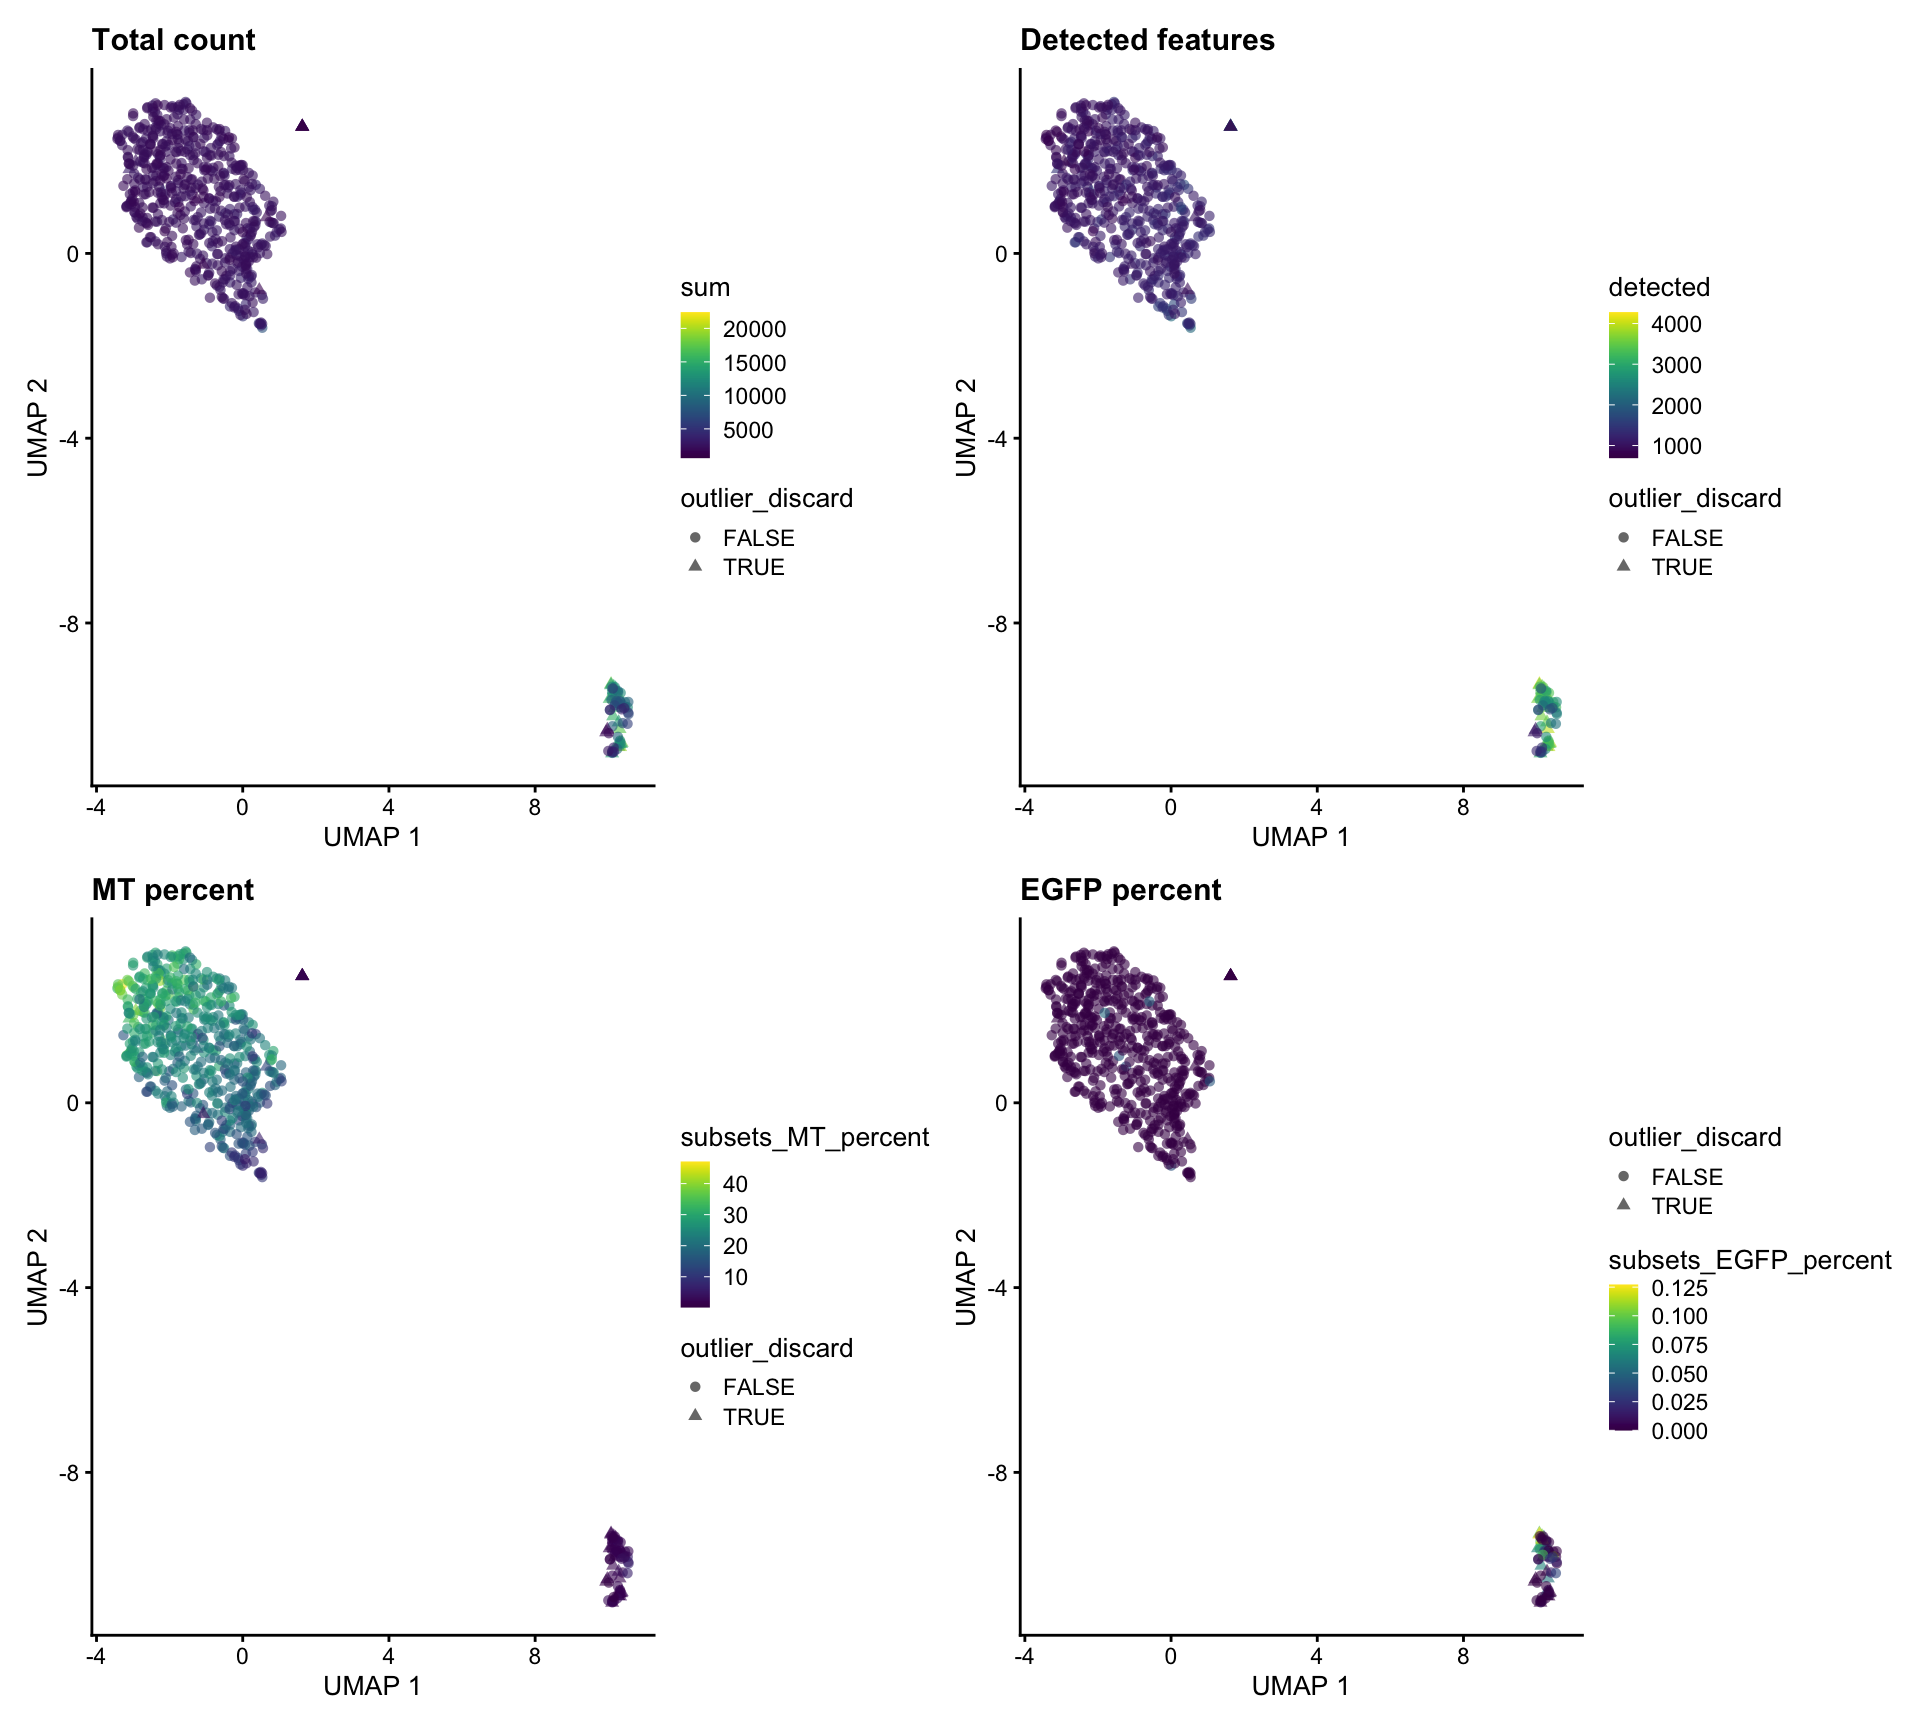 Total count
0
-4
-8
UMAP 2
-4
0
4
8
UMAP 1
sum
20000
15000
10000
5000
outlier_discard
FALSE
TRUE
Detected features
0
-4
-8
UMAP 2
-4
0
4
8
UMAP 1
detected
4000
3000
2000
1000
outlier_discard
FALSE
TRUE
MT percent
0
-4
-8
UMAP 2
-4
0
4
8
UMAP 1
subsets_MT_percent
40
30
20
10
outlier_discard
FALSE
TRUE
EGFP percent
0
-4
-8
UMAP 2
-4
0
4
8
UMAP 1
outlier_discard
FALSE
TRUE
subsets_EGFP_percent
0.125
0.100
0.075
0.050
0.025
0.000